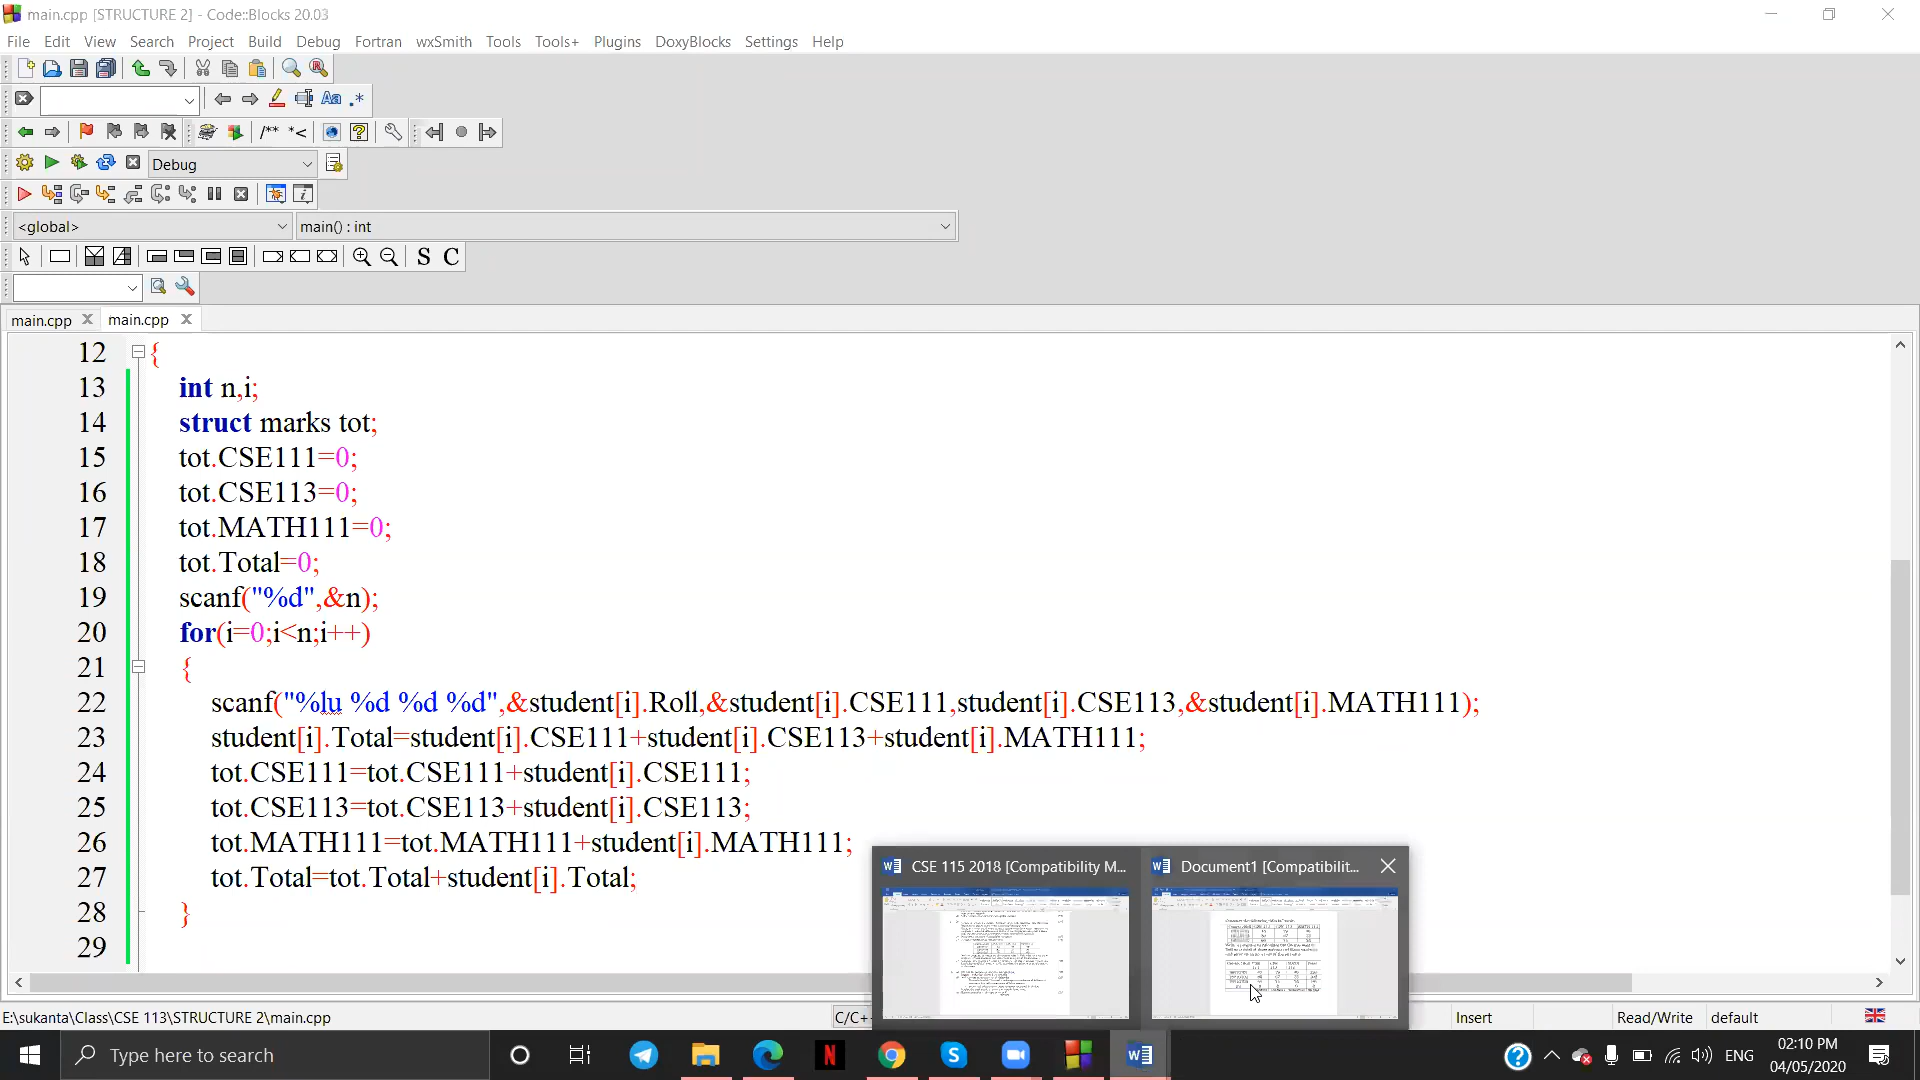 main.cpp [STRUCTURE 2] - Code::Blocks 20.03
File Edit View Search Project Build Debug Fortran wxSmith Tools Tools+ Plugins DoxyBlocks Settings Help
Aa .*
/** *<
Debug
<global> main() : int
S C
main.cpp main.cpp
12 {
13 int n,i;
14 struct marks tot;
15 tot.CSE111=0;
16 tot.CSE113=0;
17 tot.MATH111=0;
18 tot.Total=0;
19 scanf("%d",&n);
20 for(i=0;i<n;i++)
21 {
22 scanf("%lu %d %d %d",&student[i].Roll,&student[i].CSE111,student[i].CSE113,&student[i].MATH111);
23 student[i].Total=student[i].CSE111+student[i].CSE113+student[i].MATH111;
24 tot.CSE111=tot.CSE111+student[i].CSE111;
25 tot.CSE113=tot.CSE113+student[i].CSE113;
26 tot.MATH111=tot.MATH111+student[i].MATH111;
27 tot.Total=tot.Total+student[i].Total;
28 }
29
CSE 115 2018 [Compatibility M... Document1 [Compatibilit...
E:\sukanta\Class\CSE 113\STRUCTURE 2\main.cpp C/C+ Insert Read/Write default
Type here to search
ENG
02:10 PM
04/05/2020